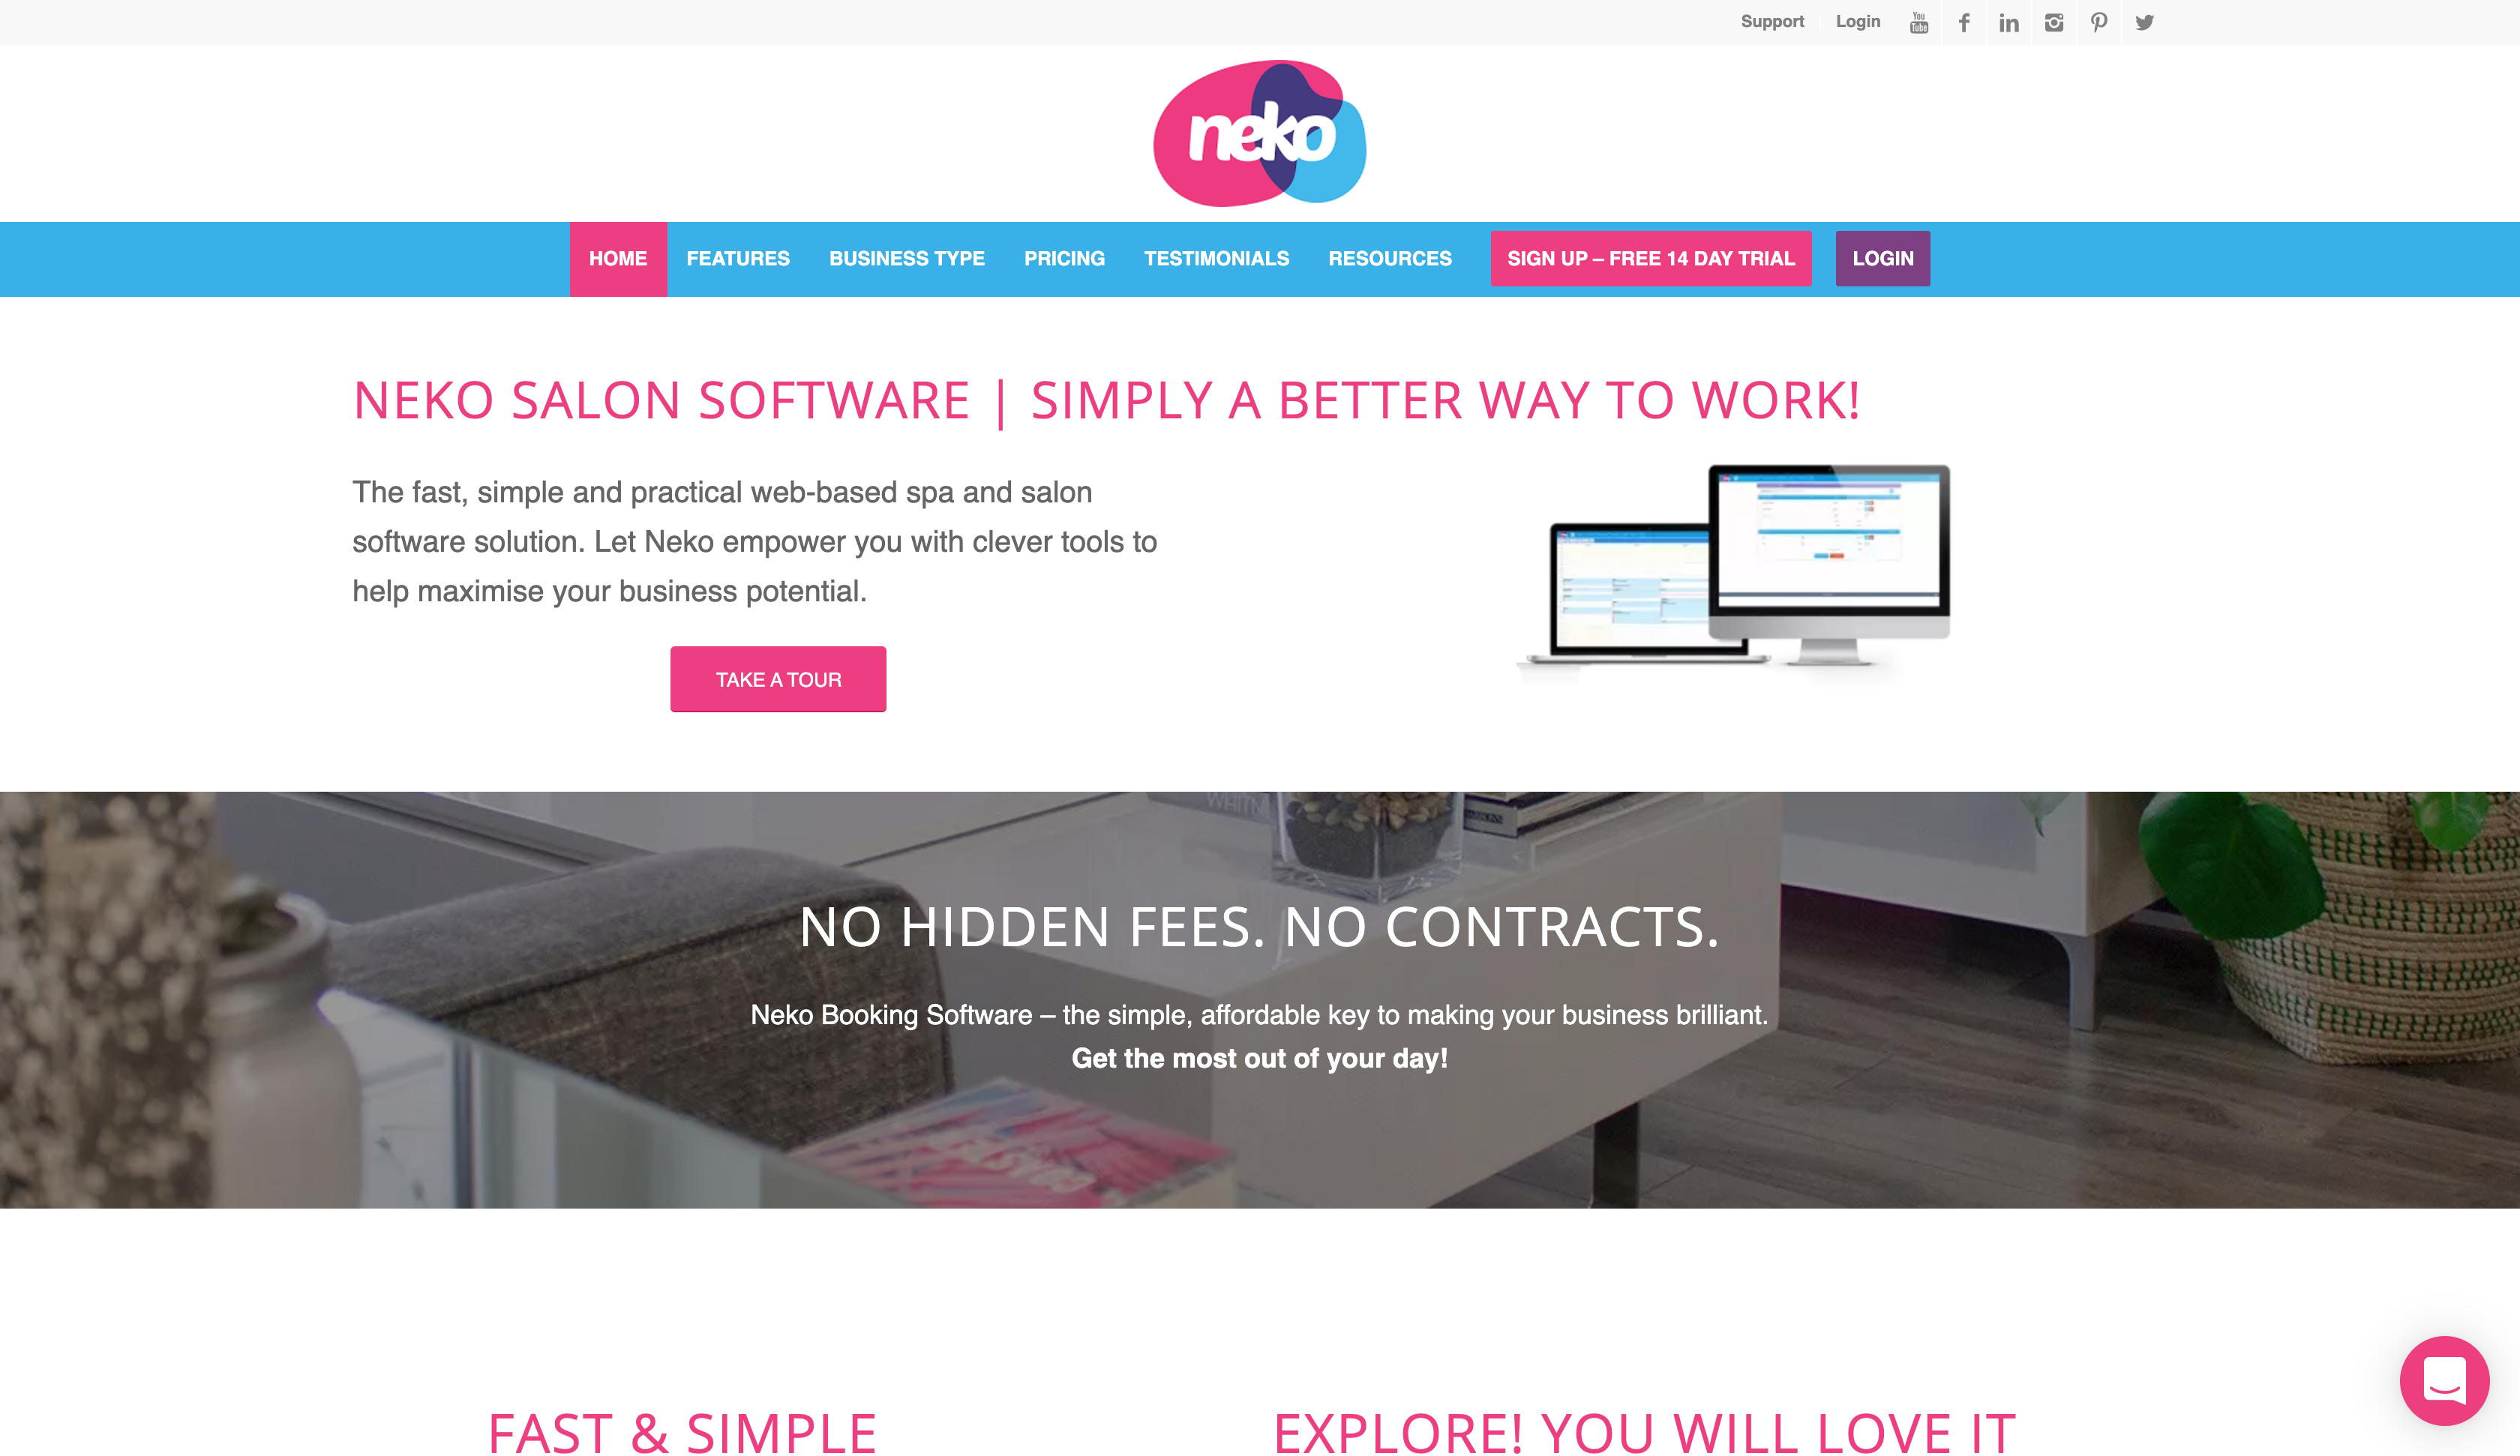 Support Login
neko
HOME FEATURES BUSINESS TYPE PRICING TESTIMONIALS RESOURCES SIGN UP – FREE 14 DAY TRIAL LOGIN
NEKO SALON SOFTWARE | SIMPLY A BETTER WAY TO WORK!
The fast, simple and practical web-based spa and salon
software solution. Let Neko empower you with clever tools to
help maximise your business potential.
TAKE A TOUR
NO HIDDEN FEES. NO CONTRACTS.
Neko Booking Software – the simple, affordable key to making your business brilliant.
Get the most out of your day!
FAST & SIMPLE
EXPLORE! YOU WILL LOVE IT